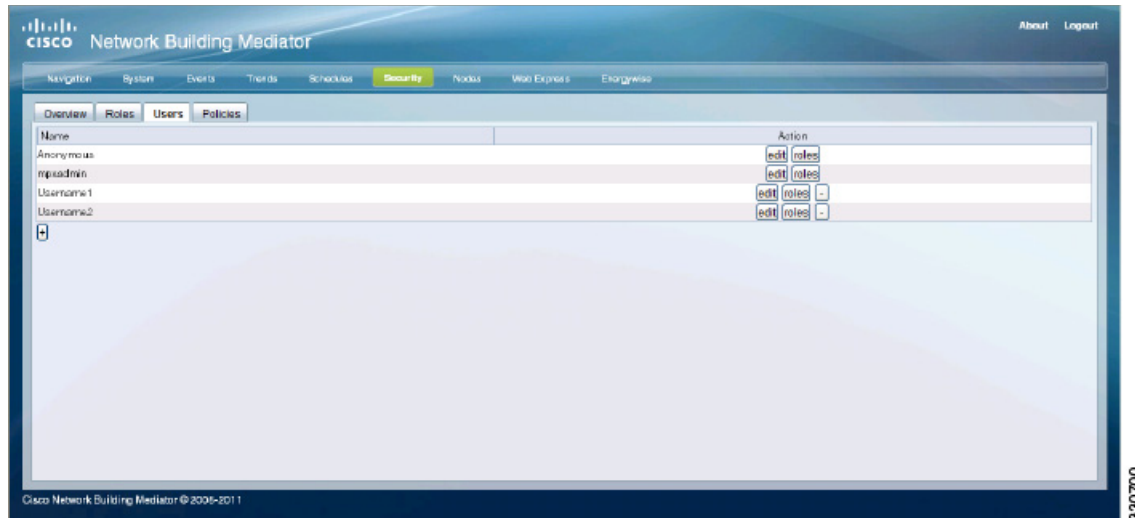 About Logout
CISCO Network Building Mediator
Navigation System Events Trends Schedules Security Nodes Web Express Energywise
Overview Roles Users Policies
Name Action
Anonymous edit roles
mpxadmin edit roles
Username1 edit roles -
Username2 edit roles -
+
Cisco Network Building Mediator © 2005-2011